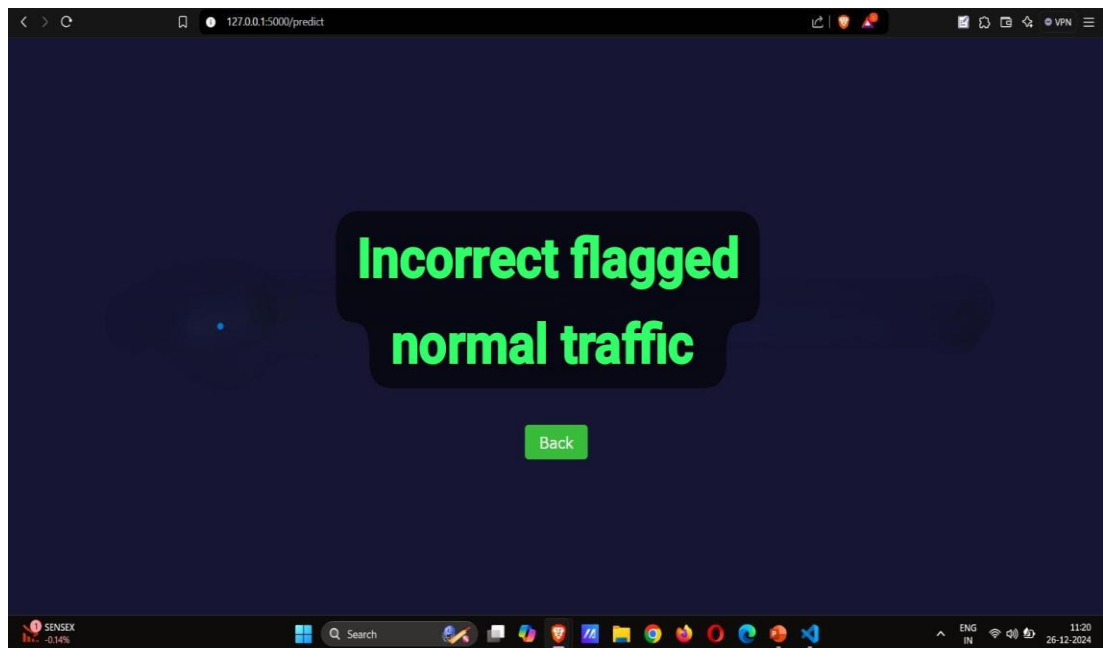 127.0.0.1:5000/predict
VPN
Incorrect flagged
normal traffic
Back
1
SENSEX
-0.14%
Search
ENG
IN
11:20
26-12-2024